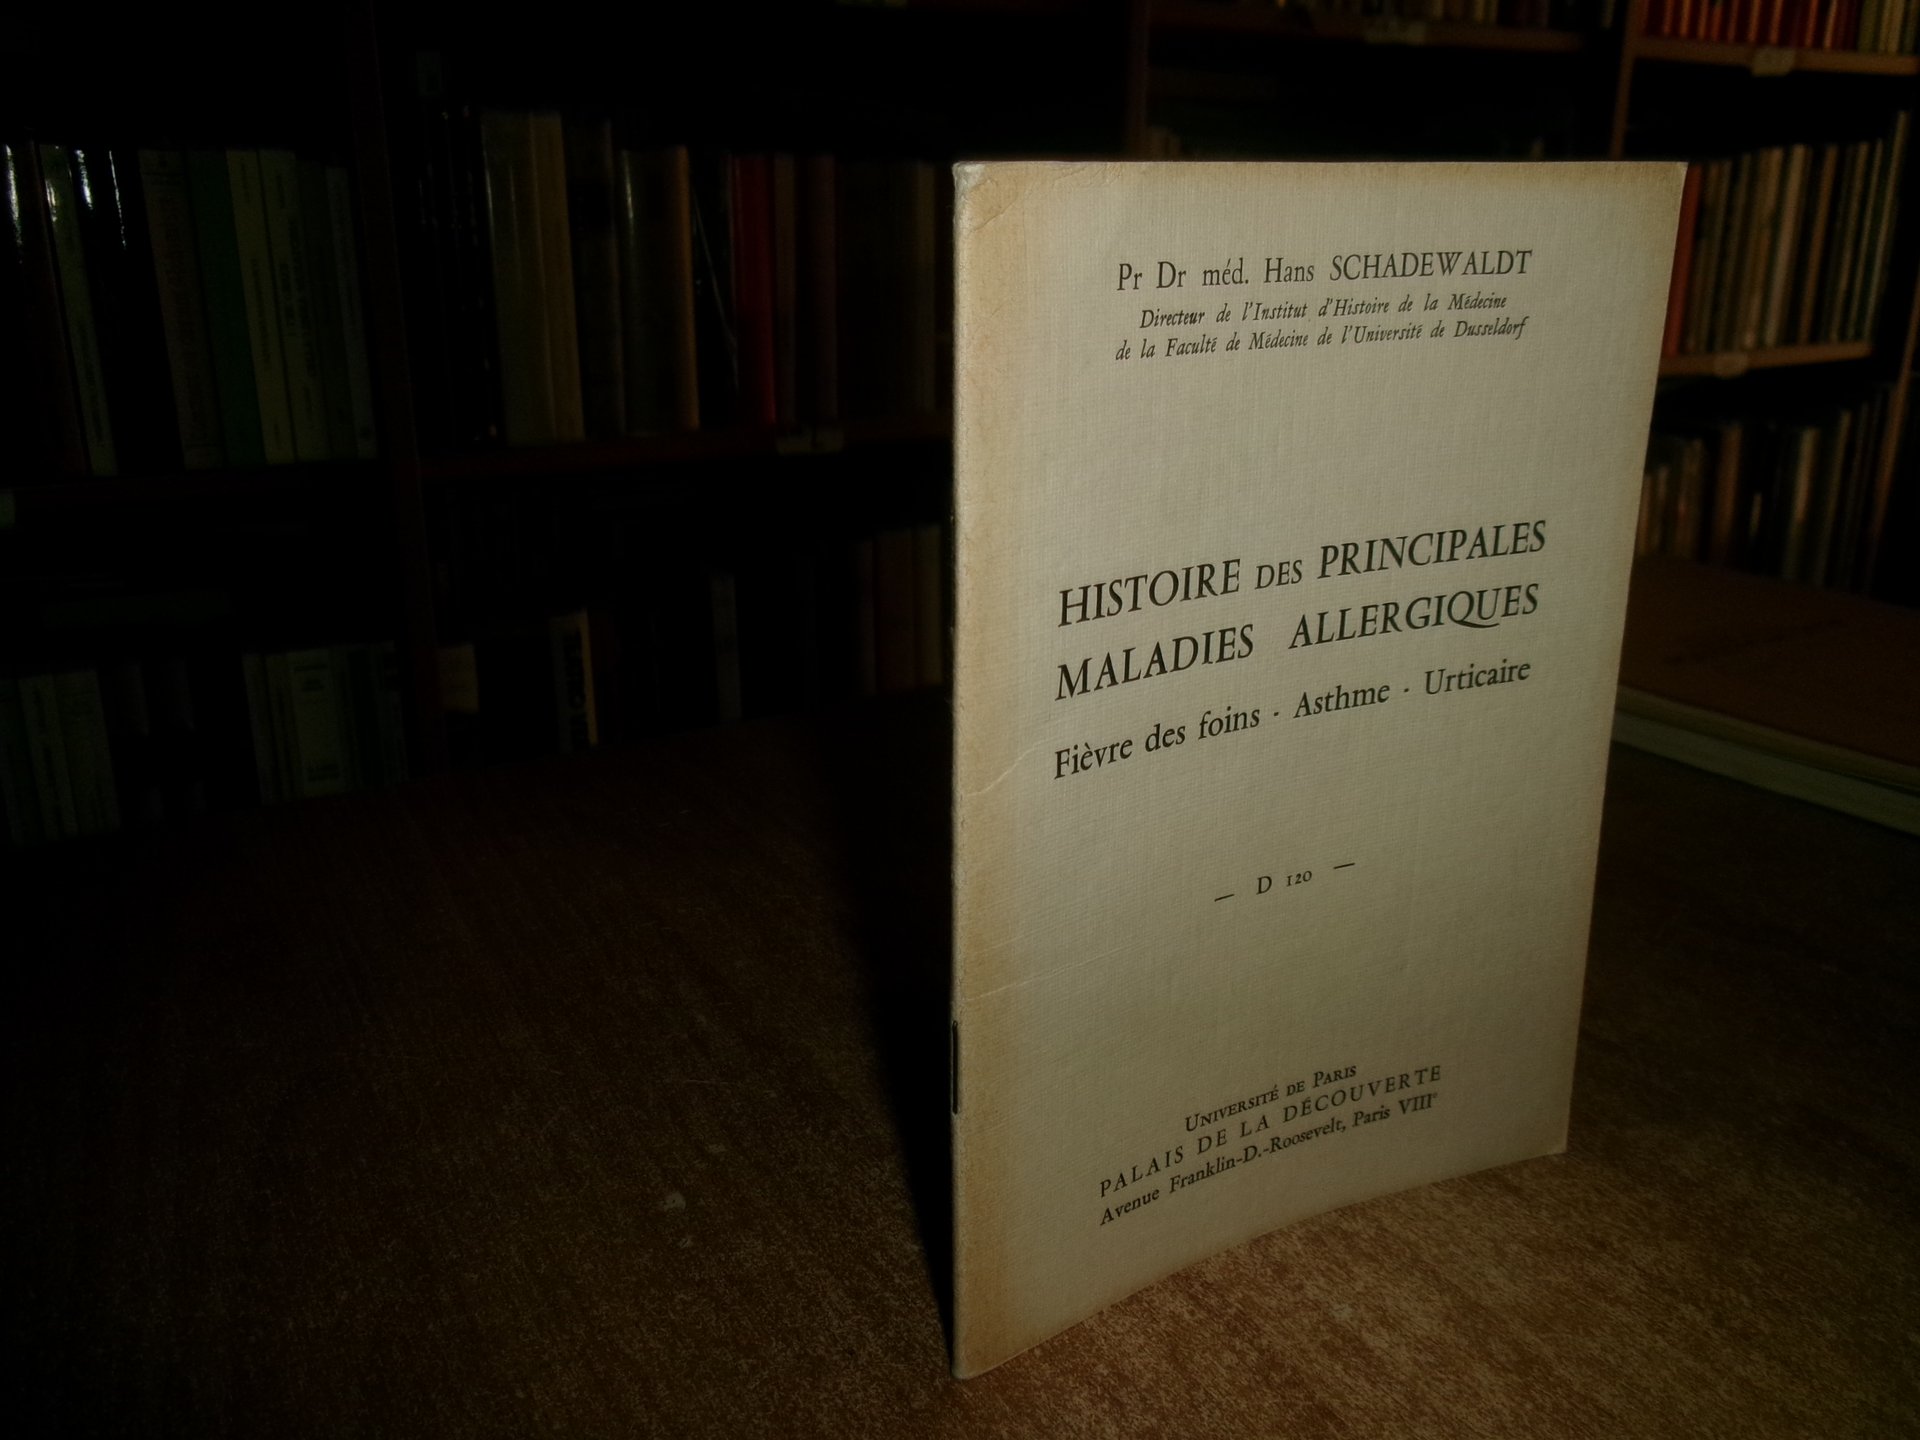 Pr Dr méd. Hans SCHADEWALDT
Directeur de l'Institut d'Histoire de la Médecine
de la Faculté de Médecine de l'Université de Dusseldorf
HISTOIRE DES PRINCIPALES
MALADIES ALLERGIQUES
Fièvre des foins - Asthme - Urticaire
— D 120 —
UNIVERSITÉ DE PARIS
PALAIS DE LA DÉCOUVERTE
Avenue Franklin-D.-Roosevelt, Paris VIIIe